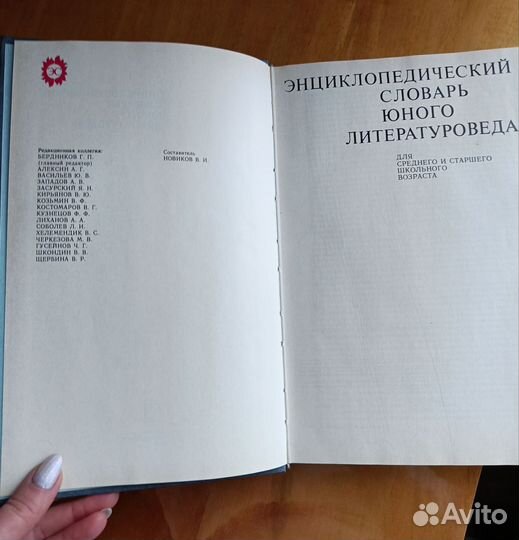 Редакционная коллегия:
БЕРДНИКОВ Г. П.
(главный редактор)
АЛЕКСИН А. Г.
ВАСИЛЬЕВ Ю. В.
ЗАПАДОВ А. В.
ЗАСУРСКИЙ Я. Н.
КИРЬЯНОВ В. Ю.
КОЗЬМИН В. Ф.
КОСТОМАРОВ В. Г.
КУЗНЕЦОВ Ф. Ф.
ЛИХАНОВ А. А.
СОБОЛЕВ Л. И.
ХЕЛЕМЕНДИК В. С.
ЧЕРКЕЗОВА М. В.
ГУСЕЙНОВ Ч. Г.
ШКОНДИН В. В.
ЩЕРБИНА В. Р.
Составитель
НОВИКОВ В. И.
ЭНЦИКЛОПЕДИЧЕСКИЙ
СЛОВАРЬ
ЮНОГО
ЛИТЕРАТУРОВЕДА
ДЛЯ
СРЕДНЕГО И СТАРШЕГО
ШКОЛЬНОГО
ВОЗРАСТА
Avito